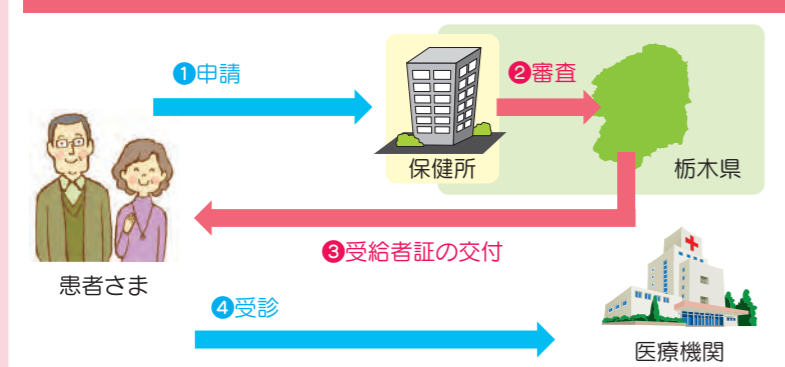 ❶申請
❷審査
保健所
栃木県
❸受給者証の交付
患者さま
❹受診
医療機関